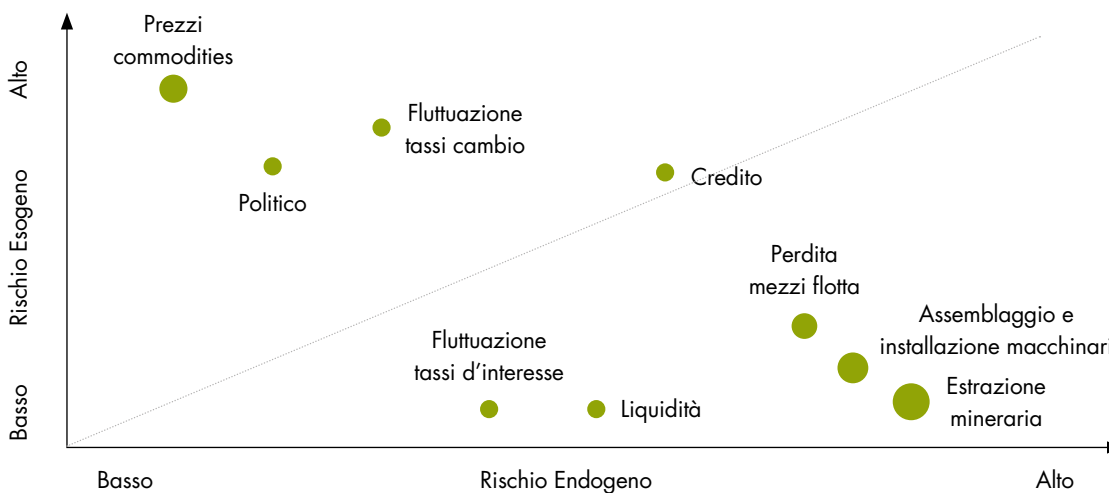 Prezzi
commodities
Alto
Fluttuazione
tassi cambio
Credito
Politico
Rischio Esogeno
Perdita
mezzi flotta
Assemblaggio e
installazione macchinari
Fluttuazione
tassi d'interesse
Estrazione
mineraria
Liquidità
Basso
Basso
Rischio Endogeno
Alto